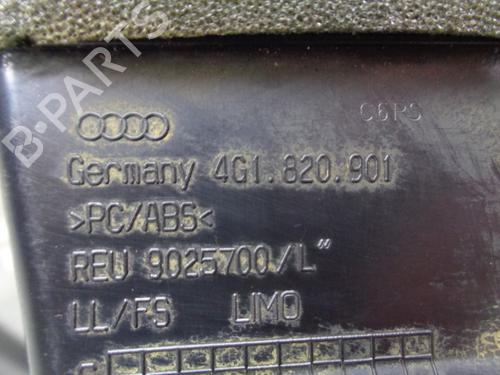 C6PS
Germany 4G1.820.901
>PC/ABS<
REU 9025700/L"
LL/FS LIMO
B-PARTS